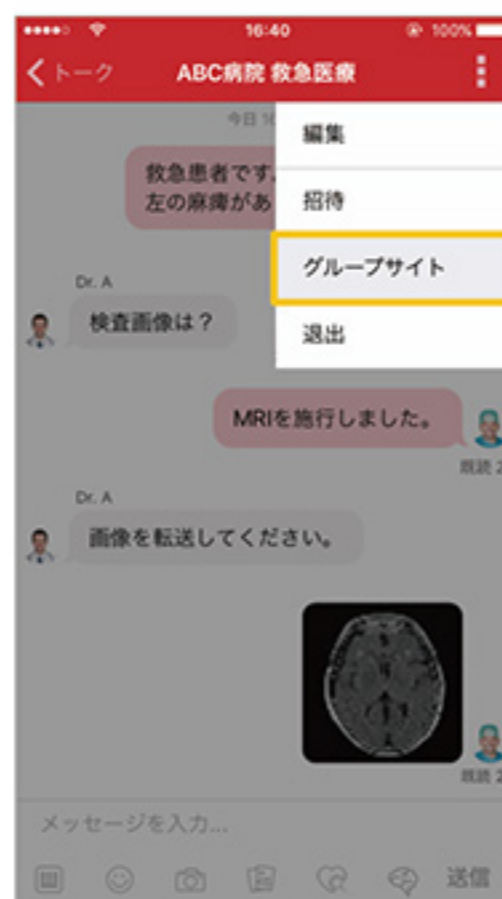 16:40
100%
トーク
ABC病院 救急医療
今日 16
編集
招待
グループサイト
退出
救急患者です。
左の麻痺があ
Dr. A
検査画像は?
MRIを施行しました。
既読 2
Dr. A
画像を転送してください。
既読 2
メッセージを入力...
送信